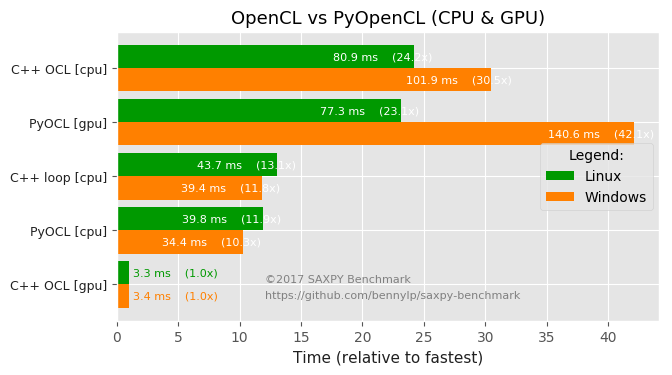 OpenCL vs PyOpenCL (CPU & GPU)
C++ OCL [cpu]
80.9 ms (24.2x)
101.9 ms (30.5x)
PyOCL [gpu]
77.3 ms (23.1x)
140.6 ms (42.1x)
C++ loop [cpu]
43.7 ms (13.1x)
39.4 ms (11.8x)
PyOCL [cpu]
39.8 ms (11.9x)
34.4 ms (10.3x)
C++ OCL [gpu]
3.3 ms (1.0x)
3.4 ms (1.0x)
Legend:
Linux
Windows
©2017 SAXPY Benchmark
https://github.com/bennylp/saxpy-benchmark
0 5 10 15 20 25 30 35 40
Time (relative to fastest)